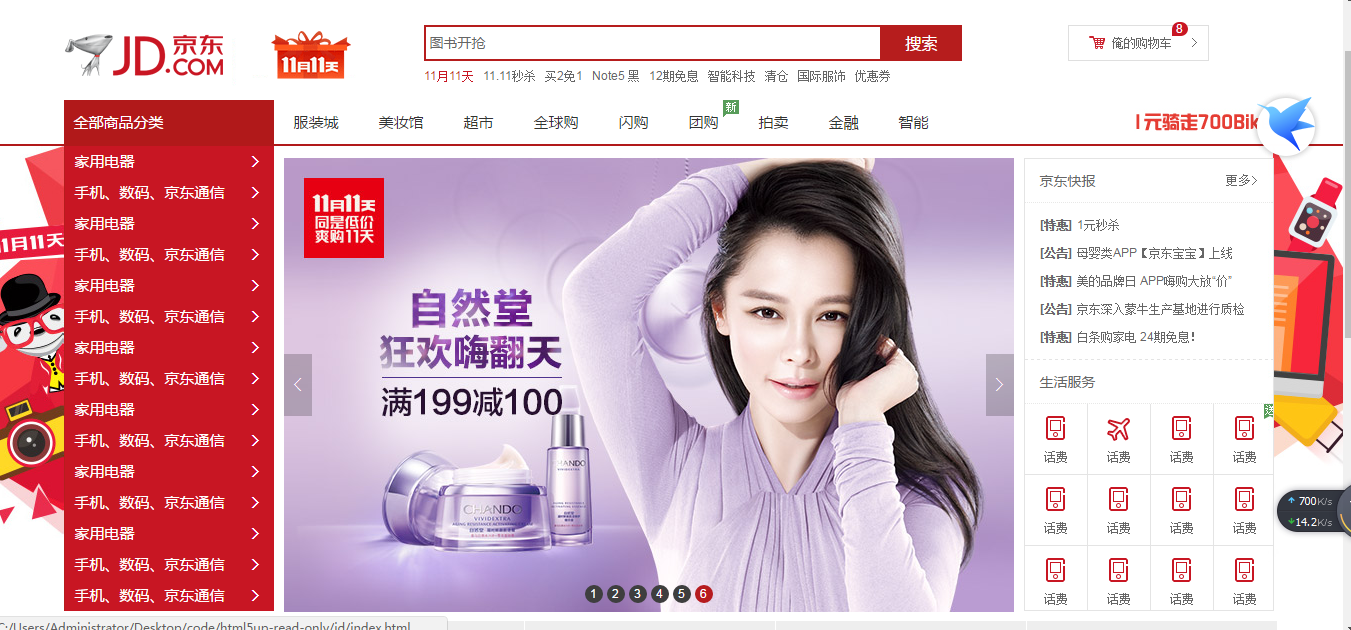 JD 京东
.COM
11月11天
图书开抢
搜索
俺的购物车
8
11月11天 11.11秒杀 买2免1 Note5 黑 12期免息 智能科技 清仓 国际服饰 优惠券
全部商品分类
服装城 美妆馆 超市 全球购 闪购 团购 新 拍卖 金融 智能
1元骑走700Bik
家用电器
手机、数码、京东通信
家用电器
手机、数码、京东通信
家用电器
手机、数码、京东通信
家用电器
手机、数码、京东通信
家用电器
手机、数码、京东通信
家用电器
手机、数码、京东通信
家用电器
手机、数码、京东通信
手机、数码、京东通信
11月11天
11月11天
同是低价
爽购11天
自然堂
狂欢嗨翻天
满199减100
CHANDO
VIVIDEXTRA
AGING RESISTANCE ACTIVATING CREAM
自然堂
CHANDO
1 2 3 4 5 6
京东快报
更多>
[特惠] 1元秒杀
[公告] 母婴类APP【京东宝宝】上线
[特惠] 美的品牌日 APP嗨购大放“价”
[公告] 京东深入蒙牛生产基地进行质检
[特惠] 白条购家电 24期免息!
生活服务
送
话费 话费 话费 话费
话费 话费 话费 话费
话费 话费 话费 话费
700K/s
14.2K/s
C:/Users/Administrator/Desktop/code/html5up-read-only/jd/index.html